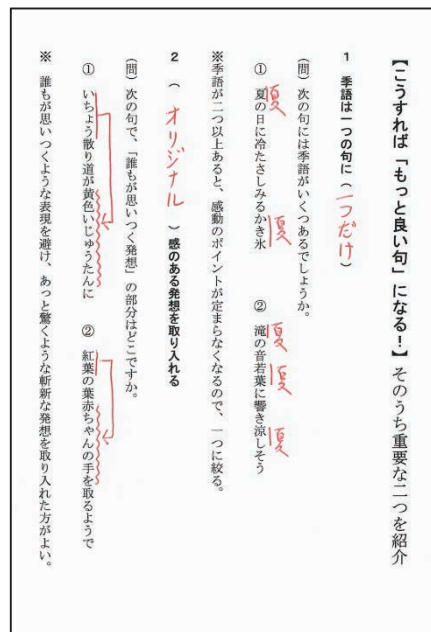 【こうすれば「もっと良い句」になる！】そのうち重要な二つを紹介
1 季語は一つの句に（一つだけ）
（問）次の句には季語がいくつあるでしょうか。
① 夏の日に冷たさしみるかき氷 ② 滝の音若葉に響き涼しそう
夏 夏 夏 夏 夏
※季語が二つ以上あると、感動のポイントが定まらなくなるので、一つに絞る。
2 （オリジナル）感のある発想を取り入れる
（問）次の句で、「誰もが思いつく発想」の部分はどこですか。
① いちょう散り道が黄色いじゅうたんに ② 紅葉の葉赤ちゃんの手を取るようで
※ 誰もが思いつくような表現を避け、あっと驚くような斬新な発想を取り入れた方がよい。